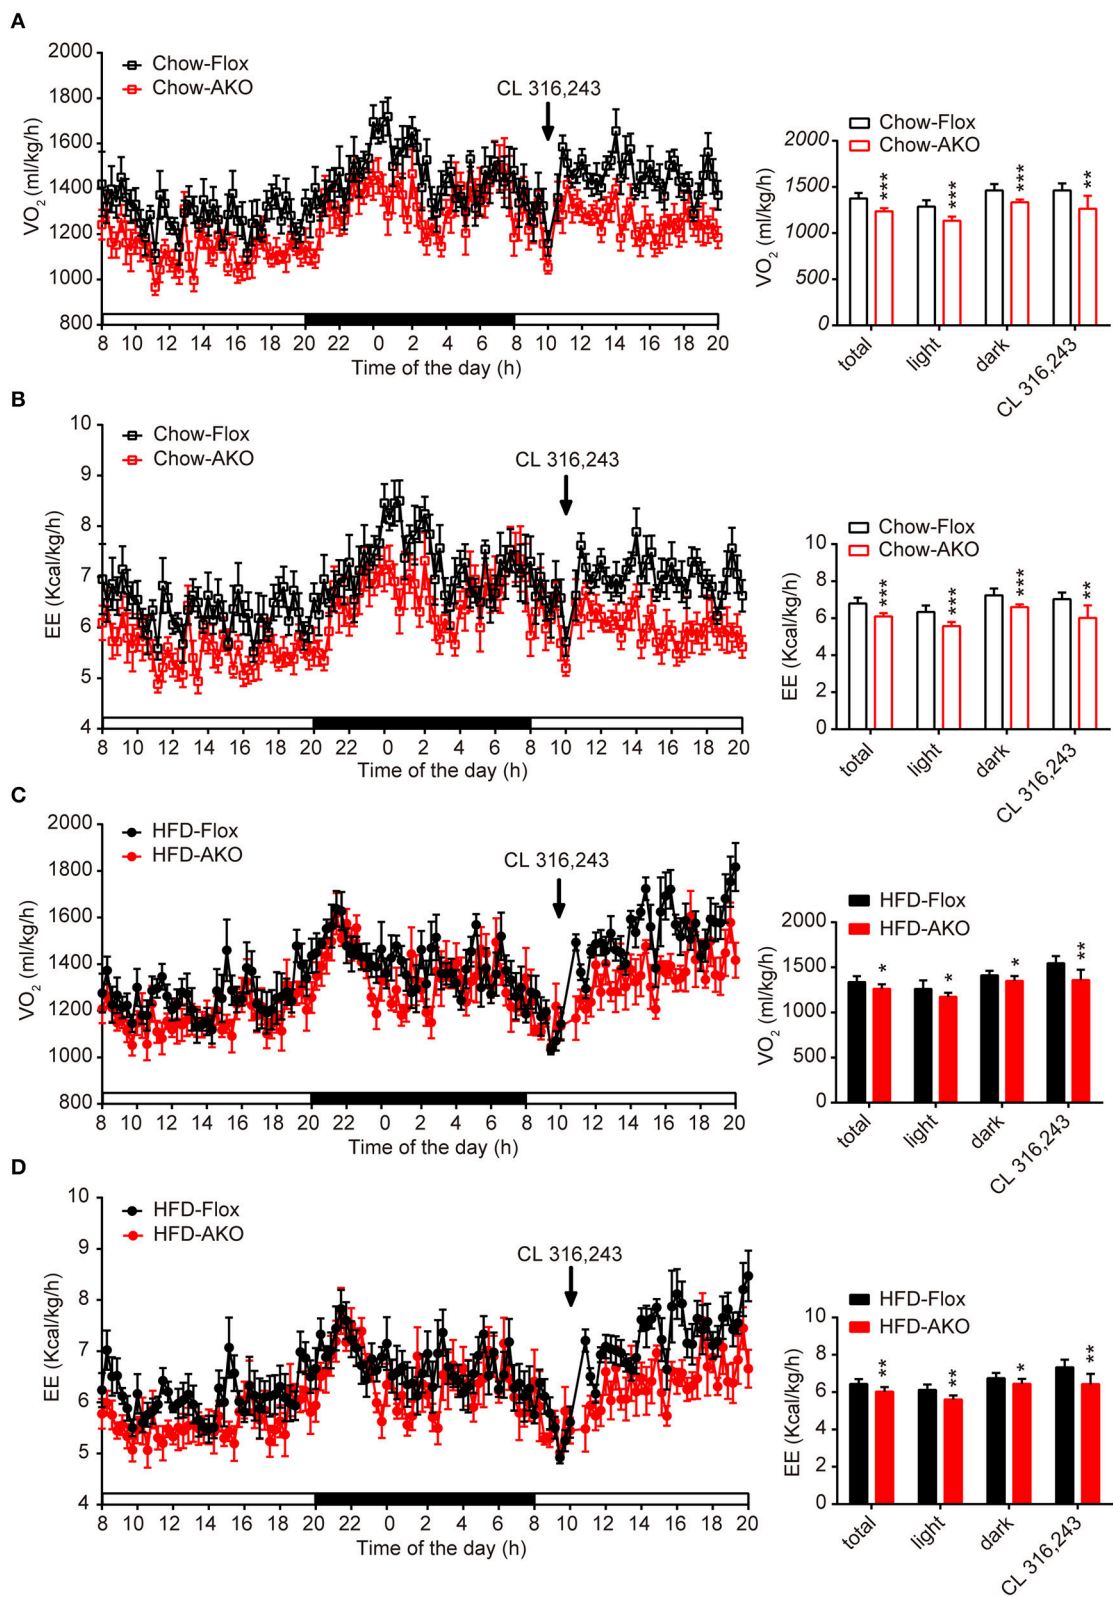 A
2000
1800
1600
1400
1200
1000
800
VO2 (ml/kg/h)
Chow-Flox
Chow-AKO
CL 316,243
8 10 12 14 16 18 20 22 0 2 4 6 8 10 12 14 16 18 20
Time of the day (h)
Chow-Flox
Chow-AKO
2000
1500
1000
500
0
VO2 (ml/kg/h)
*** *** *** **
total light dark CL 316,243
B
10
9
8
7
6
5
4
EE (Kcal/kg/h)
Chow-Flox
Chow-AKO
CL 316,243
8 10 12 14 16 18 20 22 0 2 4 6 8 10 12 14 16 18 20
Time of the day (h)
Chow-Flox
Chow-AKO
10
8
6
4
2
0
EE (Kcal/kg/h)
*** *** *** **
total light dark CL 316,243
C
2000
1800
1600
1400
1200
1000
800
VO2 (ml/kg/h)
HFD-Flox
HFD-AKO
CL 316,243
8 10 12 14 16 18 20 22 0 2 4 6 8 10 12 14 16 18 20
Time of the day (h)
HFD-Flox
HFD-AKO
2000
1500
1000
500
0
VO2 (ml/kg/h)
* * * **
total light dark CL 316,243
D
10
9
8
7
6
5
4
EE (Kcal/kg/h)
HFD-Flox
HFD-AKO
CL 316,243
8 10 12 14 16 18 20 22 0 2 4 6 8 10 12 14 16 18 20
Time of the day (h)
HFD-Flox
HFD-AKO
10
8
6
4
2
0
EE (Kcal/kg/h)
** ** * **
total light dark CL 316,243